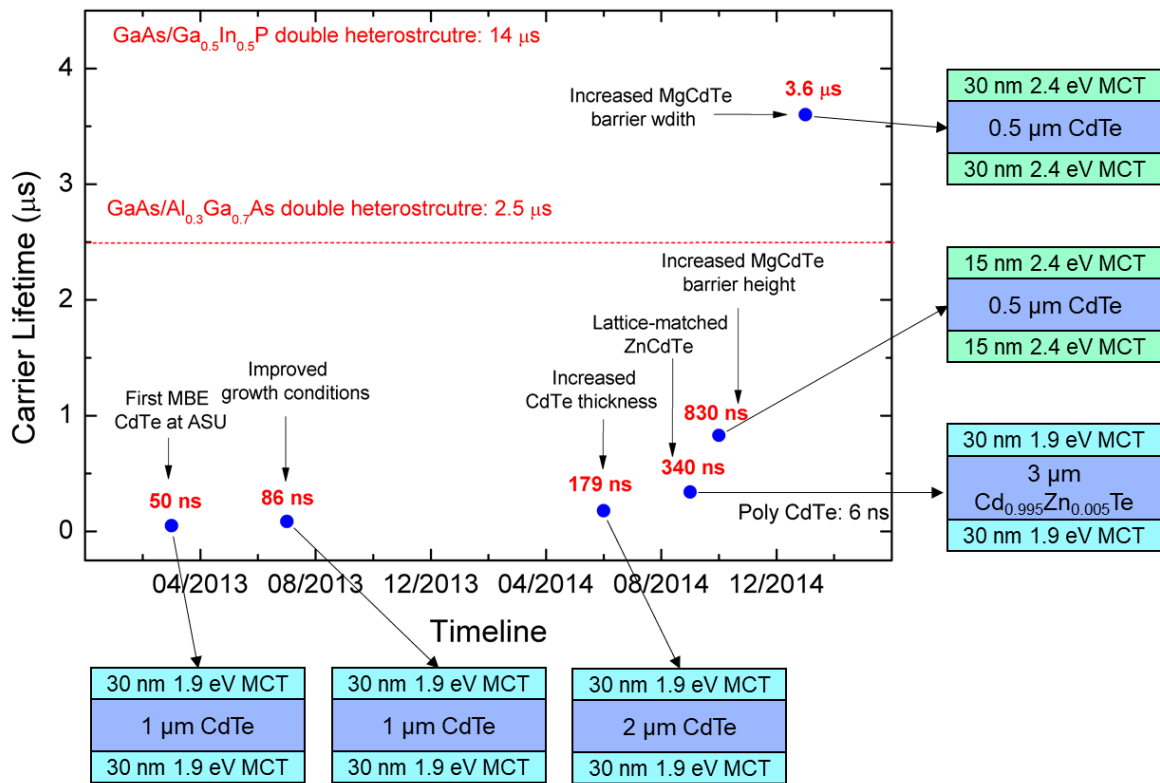 GaAs/Ga0.5In0.5P double heterostrcutre: 14 μs
4
3.6 μs
Increased MgCdTe
barrier wdith
30 nm 2.4 eV MCT
0.5 μm CdTe
30 nm 2.4 eV MCT
3
GaAs/Al0.3Ga0.7As double heterostrcutre: 2.5 μs
Carrier Lifetime (μs)
2
Increased MgCdTe
barrier height
15 nm 2.4 eV MCT
0.5 μm CdTe
15 nm 2.4 eV MCT
Lattice-matched
ZnCdTe
Improved
growth conditions
Increased
CdTe thickness
First MBE
CdTe at ASU
1
830 ns
340 ns
179 ns
86 ns
50 ns
Poly CdTe: 6 ns
30 nm 1.9 eV MCT
3 μm
Cd0.995Zn0.005Te
30 nm 1.9 eV MCT
0
04/2013 08/2013 12/2013 04/2014 08/2014 12/2014
Timeline
30 nm 1.9 eV MCT
1 μm CdTe
30 nm 1.9 eV MCT
30 nm 1.9 eV MCT
1 μm CdTe
30 nm 1.9 eV MCT
30 nm 1.9 eV MCT
2 μm CdTe
30 nm 1.9 eV MCT